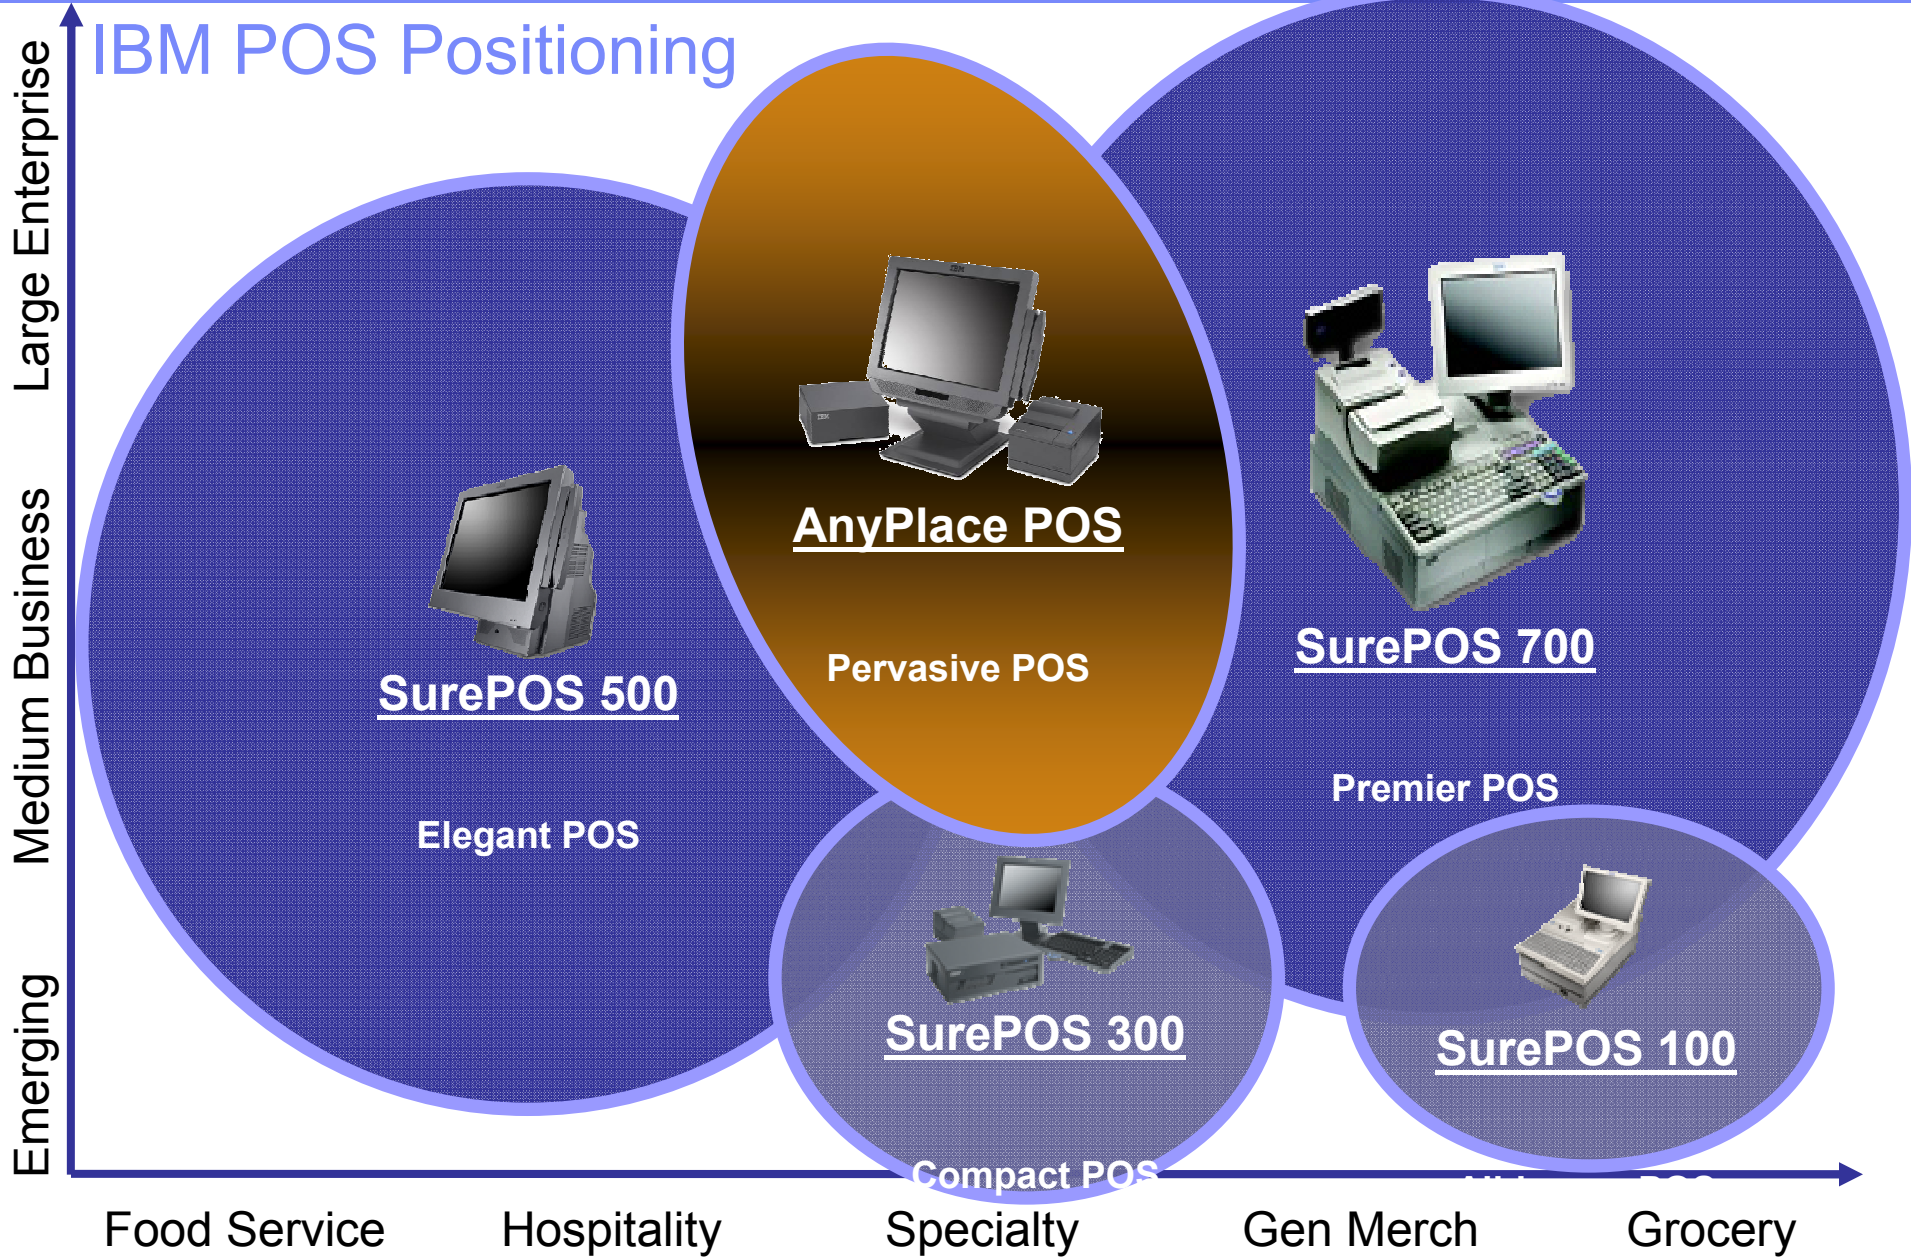 IBM POS Positioning
Large Enterprise
Medium Business
Emerging
AnyPlace POS
Pervasive POS
SurePOS 700
Premier POS
SurePOS 500
Elegant POS
SurePOS 300
Compact POS
SurePOS 100
POS
Food Service
Hospitality
Specialty
Gen Merch
Grocery